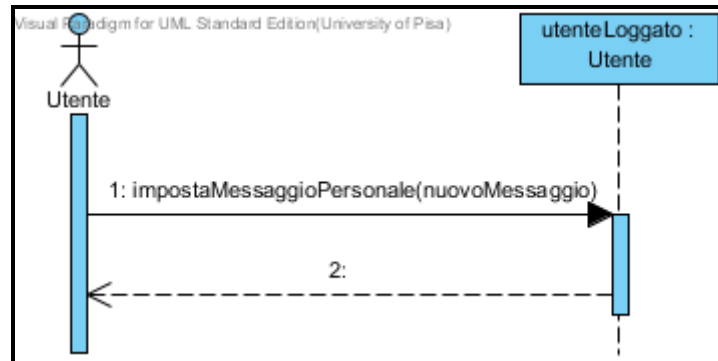 Visual Paradigm for UML Standard Edition(University of Pisa)
utenteLoggato :
Utente
Utente
1: impostaMessaggioPersonale(nuovoMessaggio)
2: